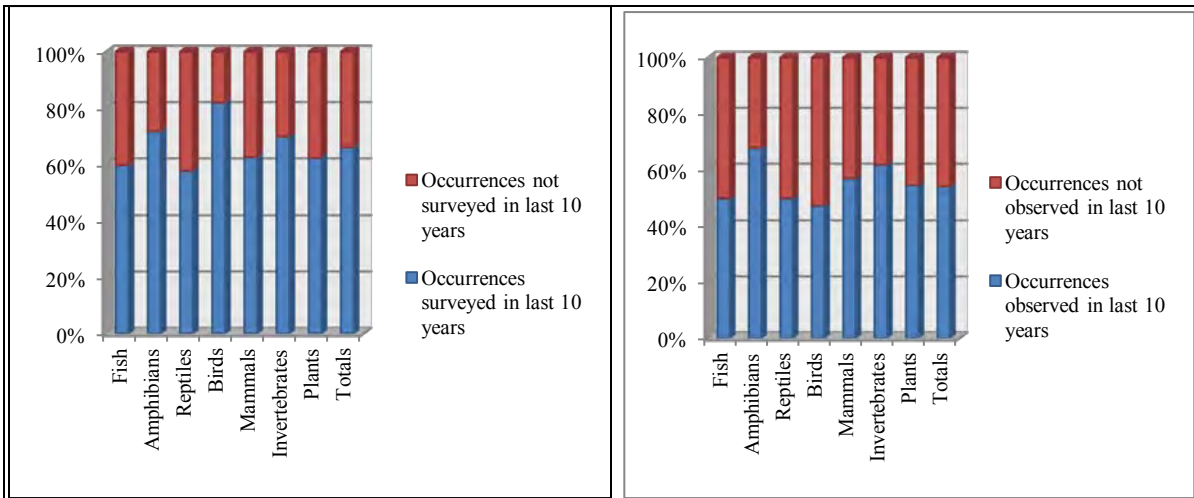 100%
80%
60%
40%
20%
0%
Fish
Amphibians
Reptiles
Birds
Mammals
Invertebrates
Plants
Totals
Occurrences not
surveyed in last 10
years
Occurrences
surveyed in last 10
years
100%
80%
60%
40%
20%
0%
Fish
Amphibians
Reptiles
Birds
Mammals
Invertebrates
Plants
Totals
Occurrences not
observed in last 10
years
Occurrences
observed in last 10
years